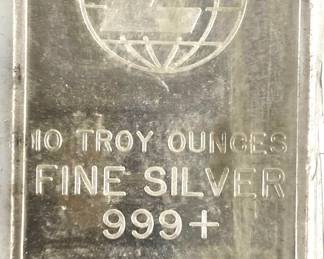 10 TROY OUNCES
FINE SILVER
999+